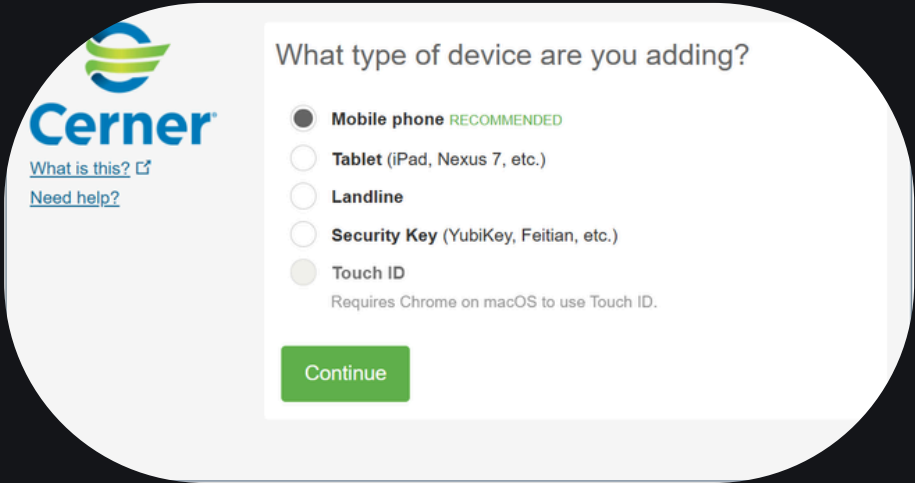 Cerner
What is this?
Need help?
What type of device are you adding?
Mobile phone RECOMMENDED
Tablet (iPad, Nexus 7, etc.)
Landline
Security Key (YubiKey, Feitian, etc.)
Touch ID
Requires Chrome on macOS to use Touch ID.
Continue